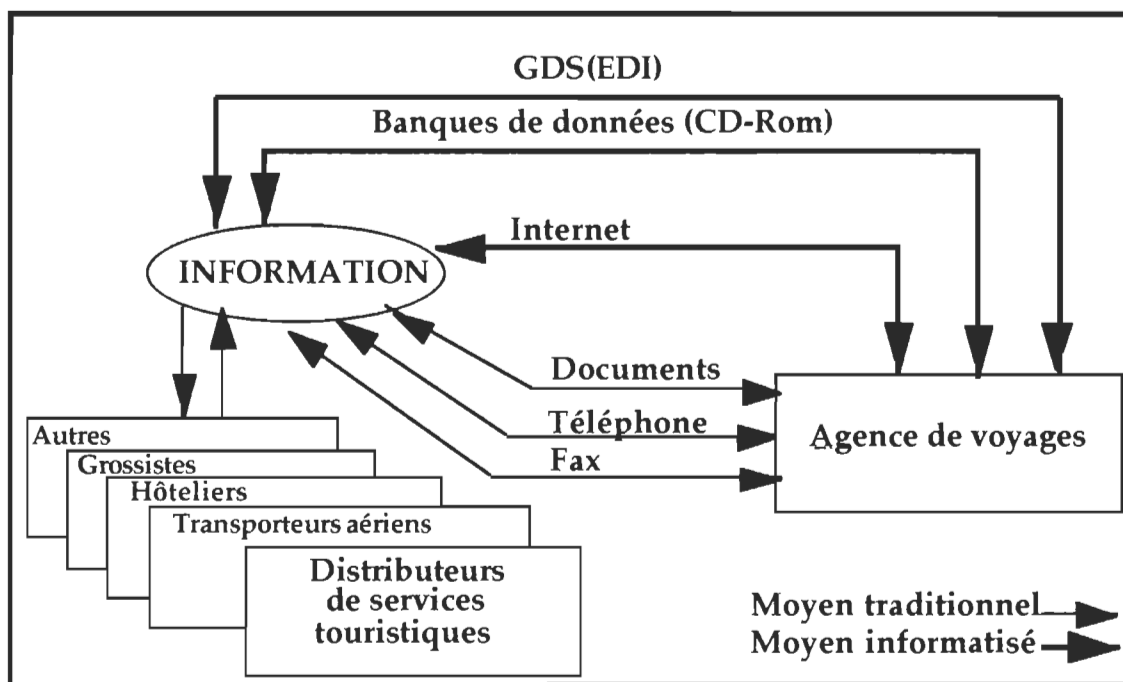 GDS(EDI)
Banques de données (CD-Rom)
Internet
INFORMATION
Documents
Téléphone
Fax
Agence de voyages
Autres
Grossistes
Hôteliers
Transporteurs aériens
Distributeurs
de services
touristiques
Moyen traditionnel
Moyen informatisé